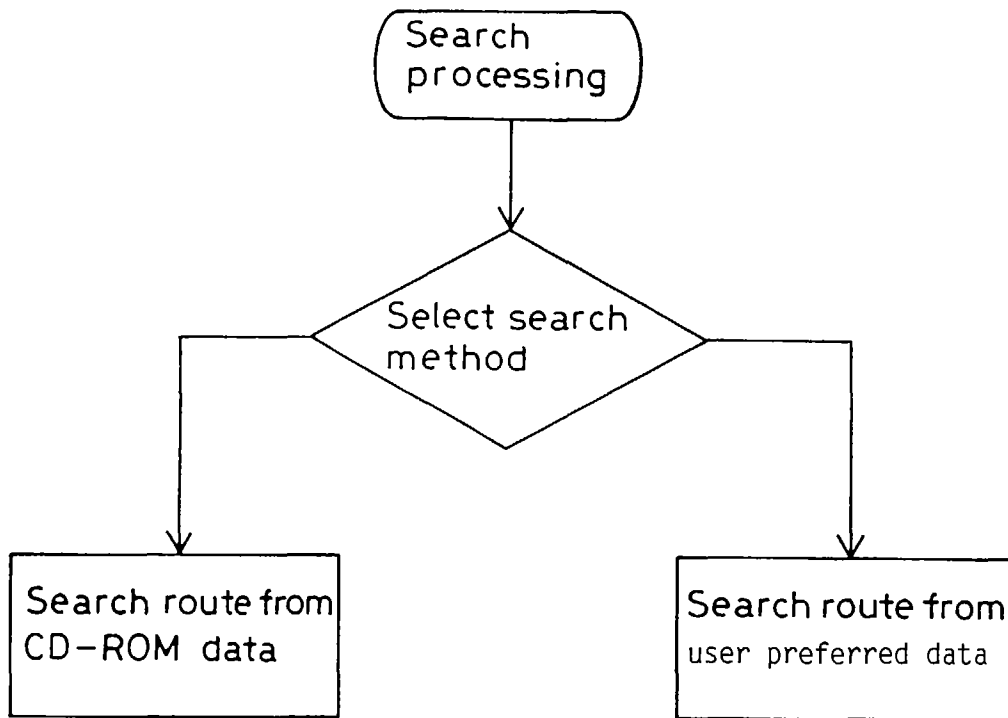 Search
processing
Select search
method
Search route from
CD-ROM data
Search route from
user preferred data